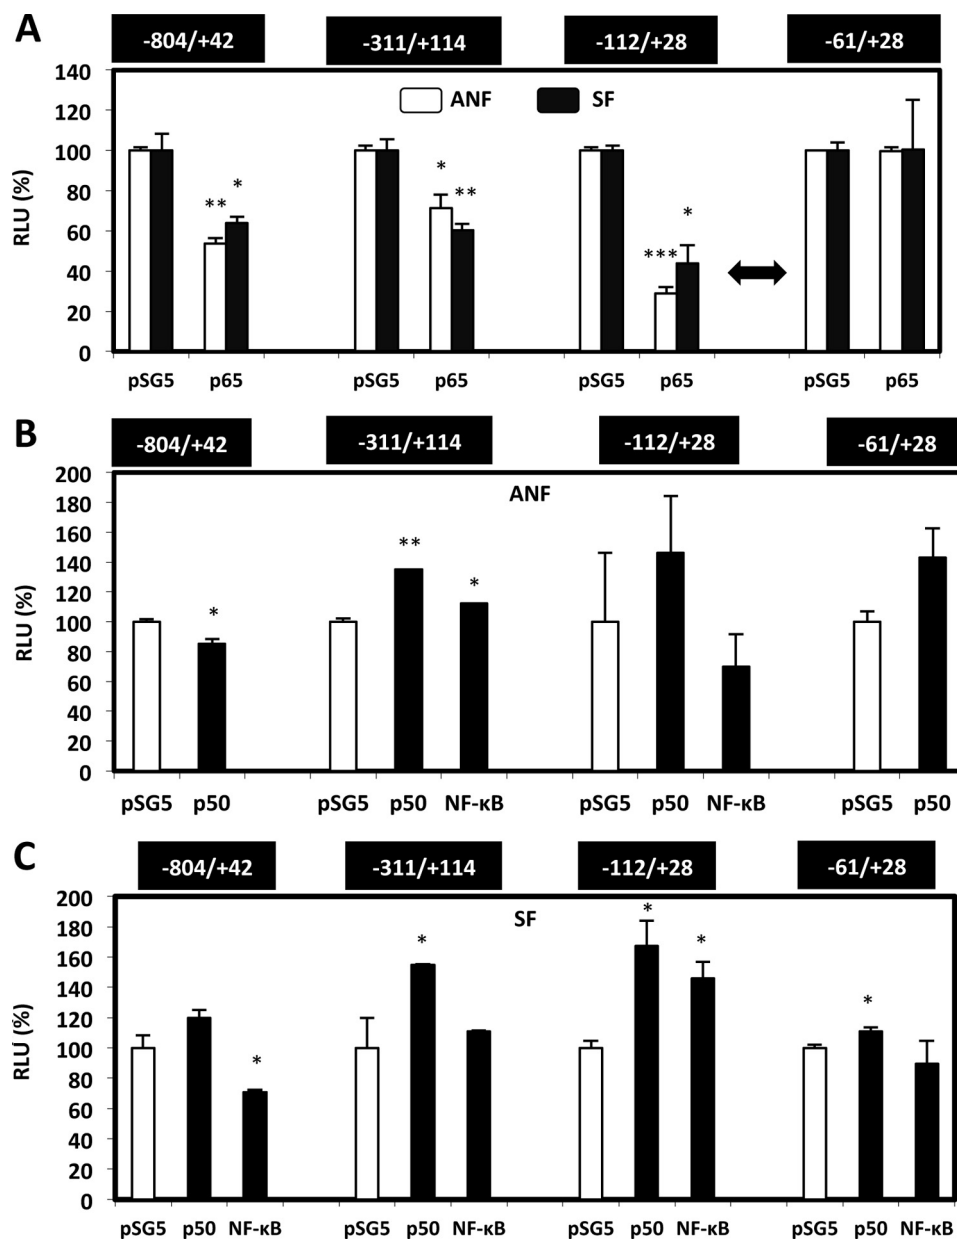 A
-804/+42 -311/+114 -112/+28 -61/+28
140
ANF SF
120
100
* **
** * *
80
***
60
40
20
0
RLU (%)
pSG5 p65 pSG5 p65 pSG5 p65 pSG5 p65
B
-804/+42 -311/+114 -112/+28 -61/+28
200
ANF
180
160
** 
140
*
120
*
100
80
60
40
20
0
RLU (%)
pSG5 p50 pSG5 p50 NF-κB pSG5 p50 NF-κB pSG5 p50
C
-804/+42 -311/+114 -112/+28 -61/+28
200
SF *
180
* *
160
140
*
120
100
*
80
60
40
20
0
RLU (%)
pSG5 p50 NF-κB pSG5 p50 NF-κB pSG5 p50 NF-κB pSG5 p50 NF-κB